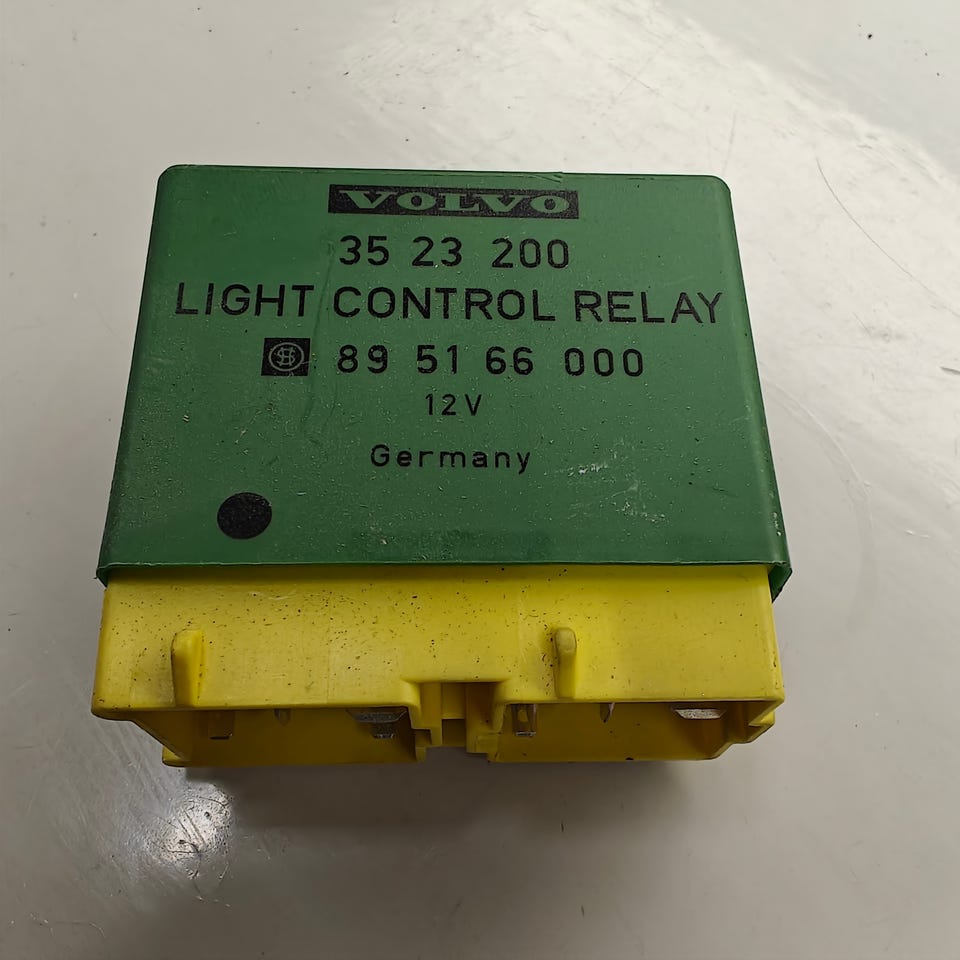 VOLVO
35 23 200
LIGHT CONTROL RELAY
89 51 66 000
12V
Germany